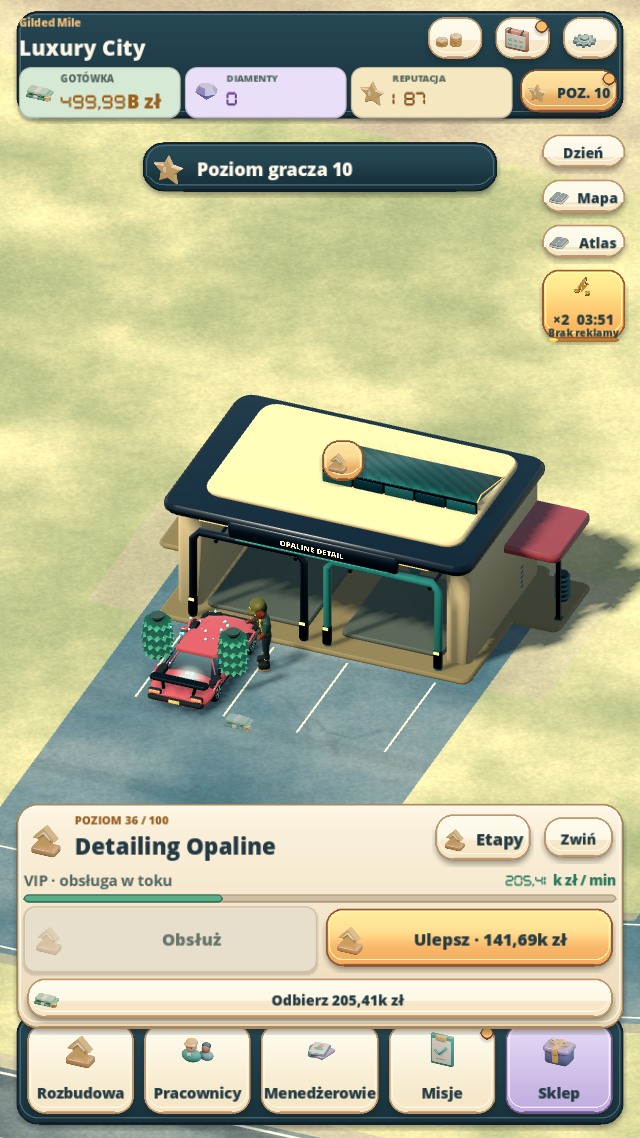 Gilded Mile
Luxury City
GOTÓWKA
499,99B zł
DIAMENTY
0
REPUTACJA
187
POZ. 10
Poziom gracza 10
Dzień
Mapa
Atlas
×2 03:51
Brak reklamy
OPALINE DETAIL
POZIOM 36 / 100
Detailing Opaline
Etapy
Zwiń
VIP · obsługa w toku
205,41 k zł / min
Obsłuż
Ulepsz · 141,69k zł
Odbierz 205,41k zł
Rozbudowa
Pracownicy
Menedżerowie
Misje
Sklep